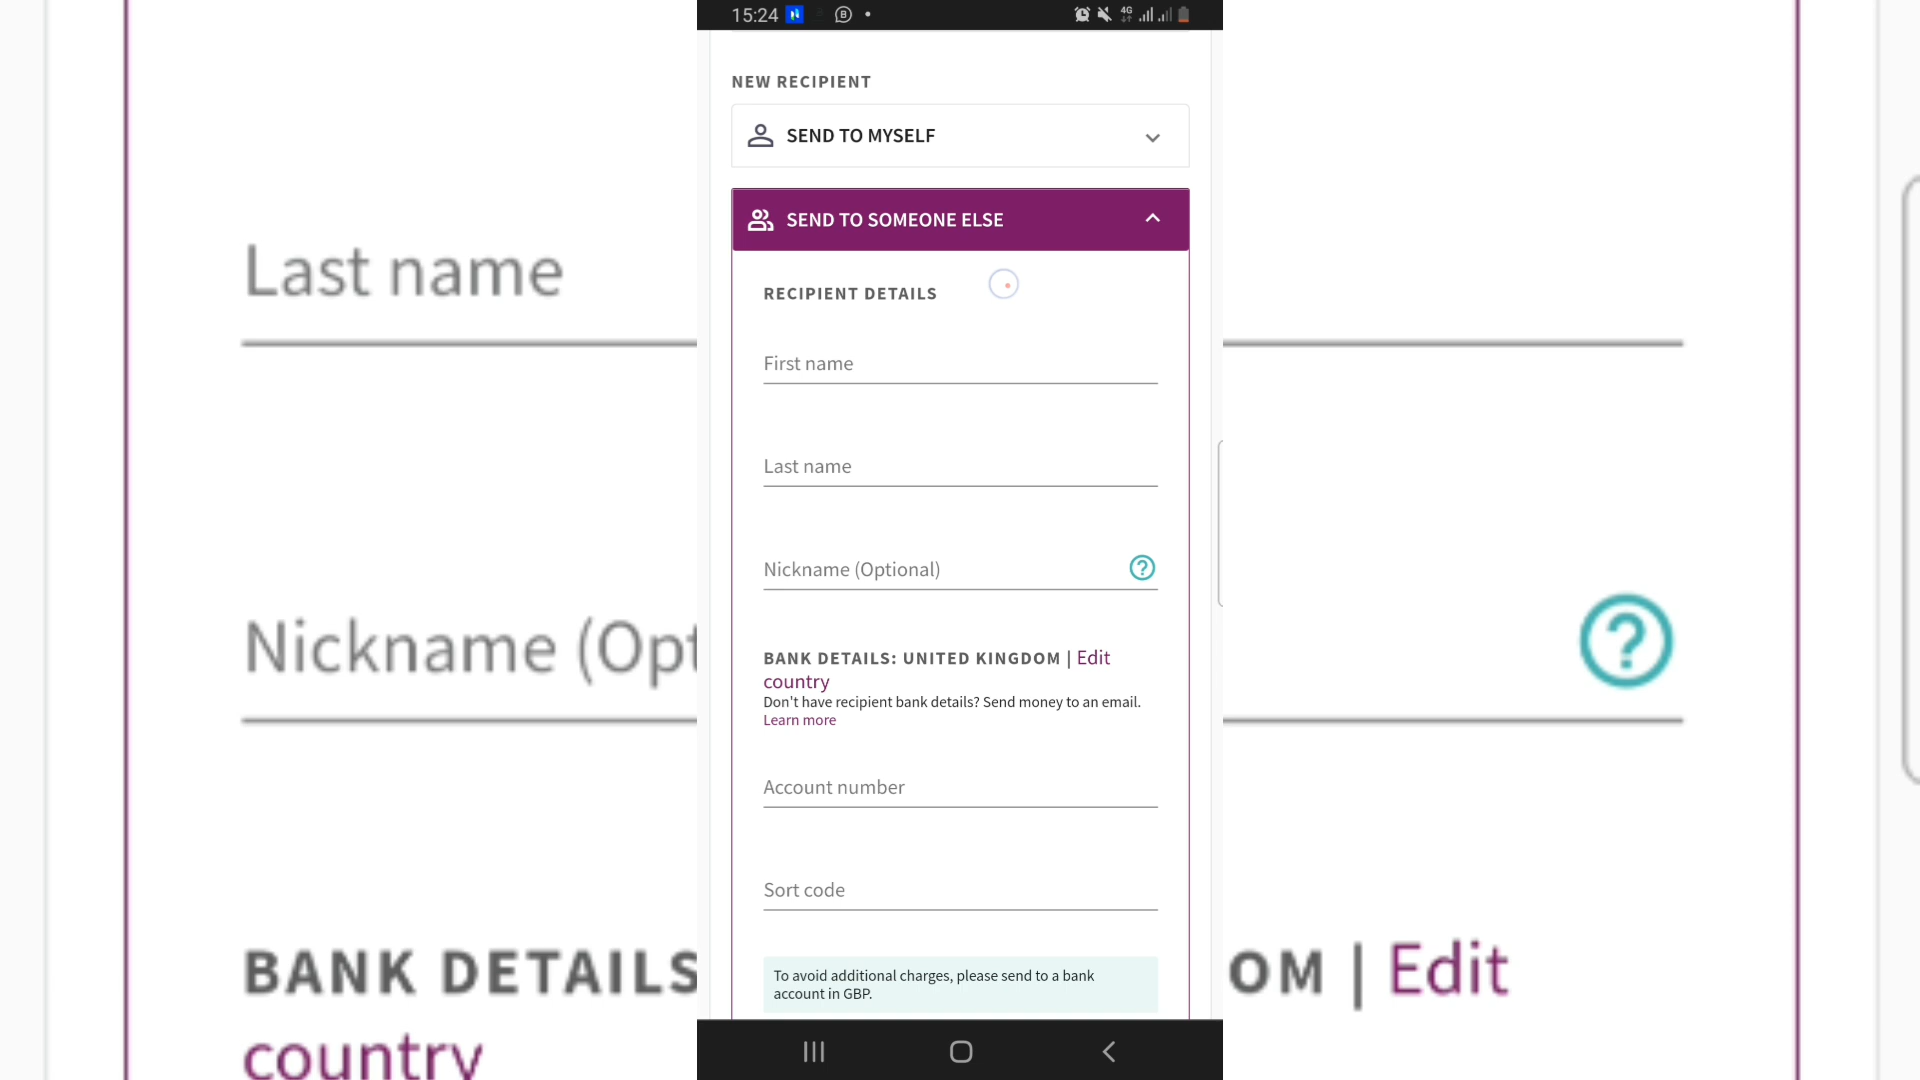 15:24
4G
NEW RECIPIENT
SEND TO MYSELF
SEND TO SOMEONE ELSE
RECIPIENT DETAILS
First name
Last name
Nickname (Optional)
BANK DETAILS: UNITED KINGDOM | Edit
country
Don't have recipient bank details? Send money to an email.
Learn more
Account number
Sort code
To avoid additional charges, please send to a bank
account in GBP.
Last name
Nickname (Opt
BANK DETAILS
OM | Edit
country